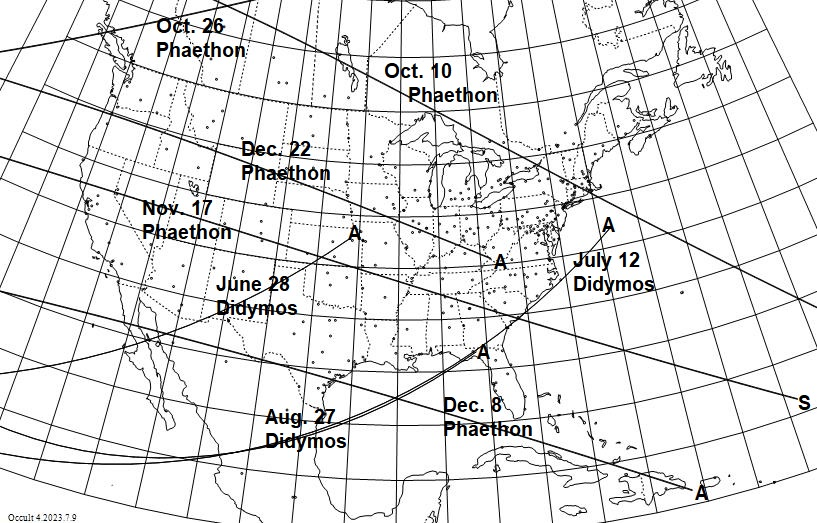 Oct. 26
Phaethon
Oct. 10
Phaethon
Dec. 22
Phaethon
Nov. 17
Phaethon
A
A
A
July 12
Didymos
June 28
Didymos
A
S
Aug. 27
Didymos
Dec. 8
Phaethon
A
Occult 4.2023.7.9